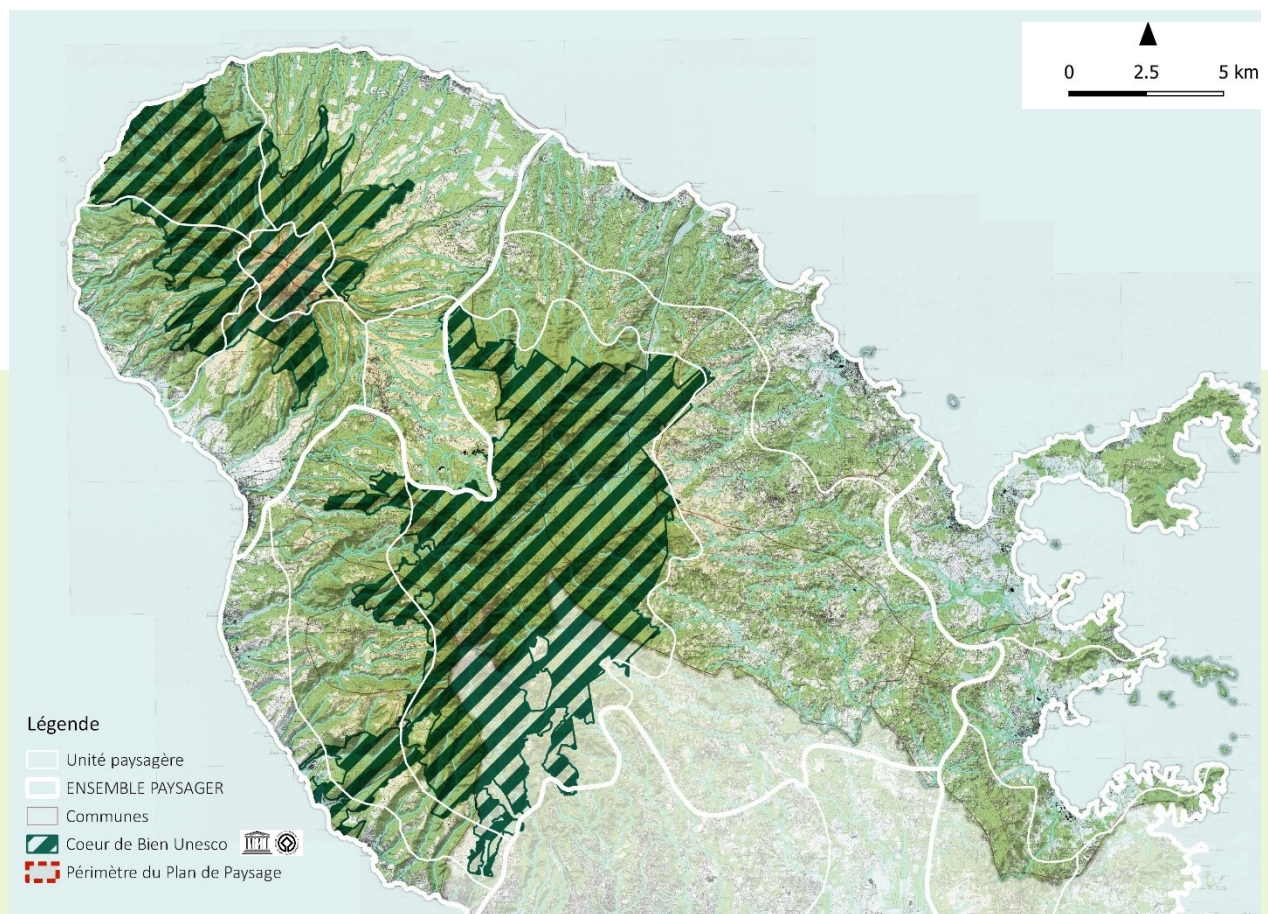 0 2.5 5 km
Légende
Unité paysagère
ENSEMBLE PAYSAGER
Communes
Coeur de Bien Unesco
Périmètre du Plan de Paysage